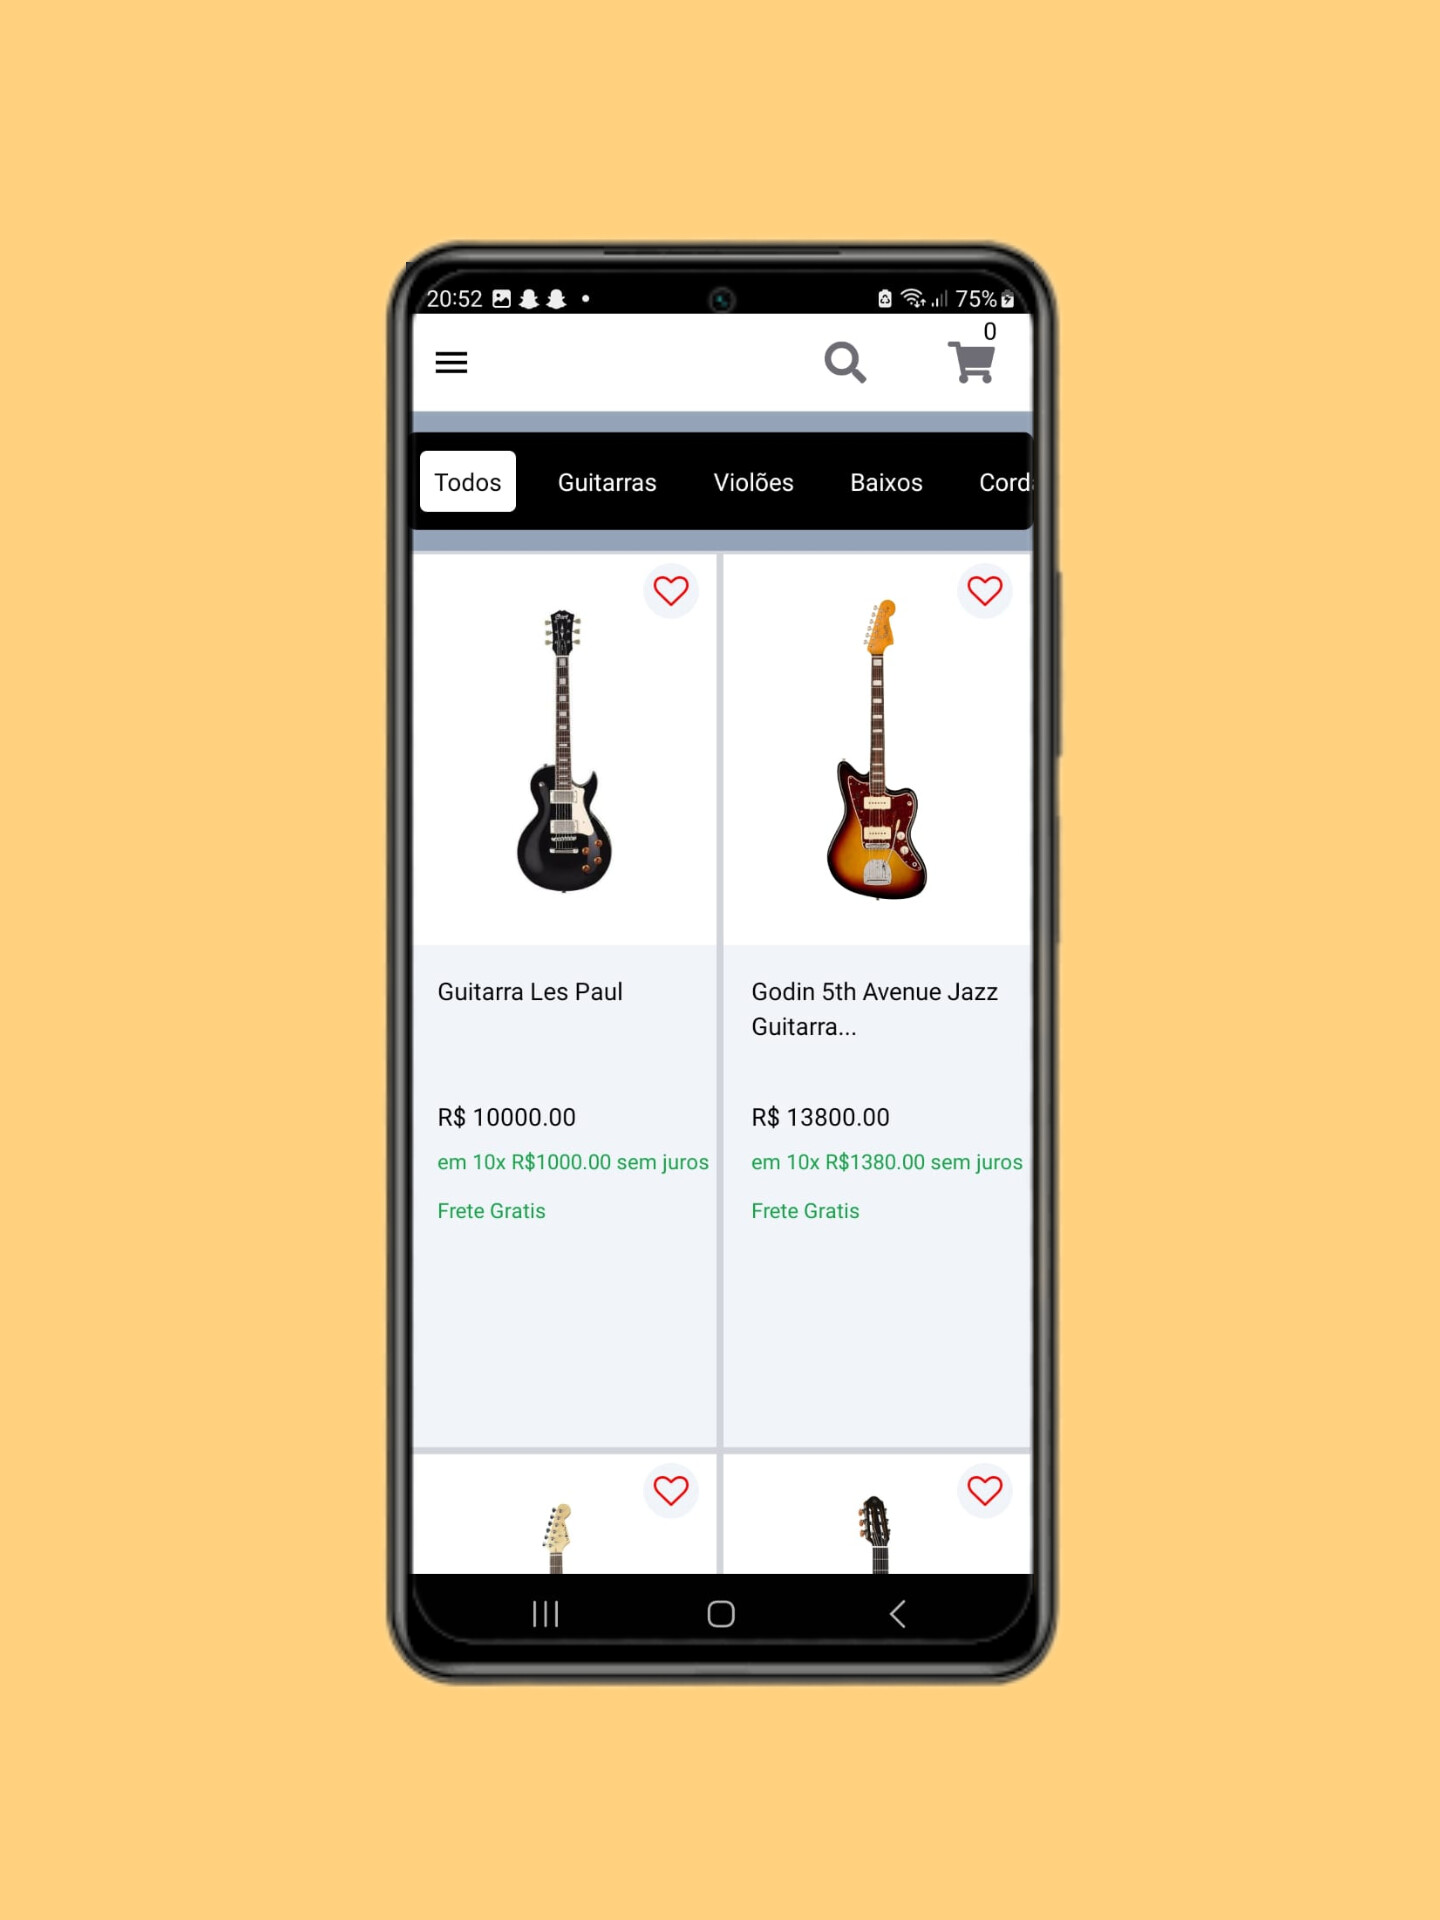 20:52
75%
0
Todos Guitarras Violões Baixos Cord
Guitarra Les Paul
R$ 10000.00
em 10x R$1000.00 sem juros
Frete Gratis
Godin 5th Avenue Jazz
Guitarra...
R$ 13800.00
em 10x R$1380.00 sem juros
Frete Gratis